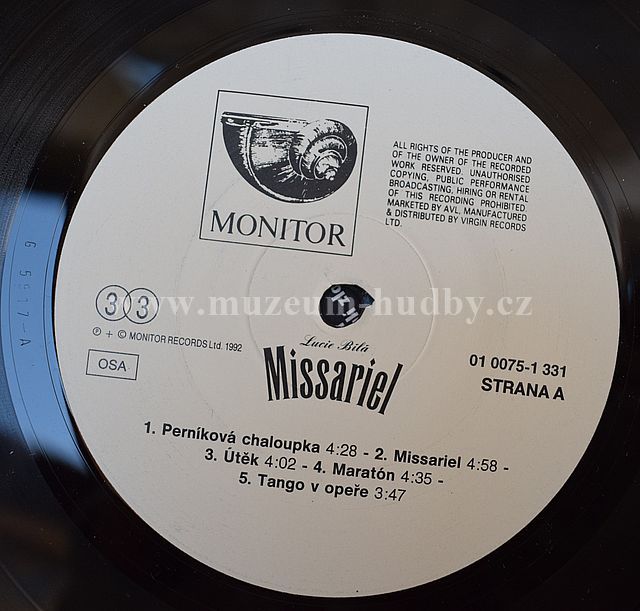 MONITOR
ALL RIGHTS OF THE PRODUCER AND
OF THE OWNER OF THE RECORDED
WORK RESERVED. UNAUTHORISED
COPYING, PUBLIC PERFORMANCE
BROADCASTING, HIRING OR RENTAL
OF THIS RECORDING PROHIBITED
MARKETED BY AVL. MANUFACTURED
& DISTRIBUTED BY VIRGIN RECORDS
LTD.
www.muzeum-hudby.cz
33
℗ + © MONITOR RECORDS Ltd. 1992
OSA
Lucie Bílá
Missariel
01 0075-1 331
STRANA A
1. Perníková chaloupka 4:28 - 2. Missariel 4:58 -
3. Útěk 4:02 - 4. Maratón 4:35 -
5. Tango v opeře 3:47